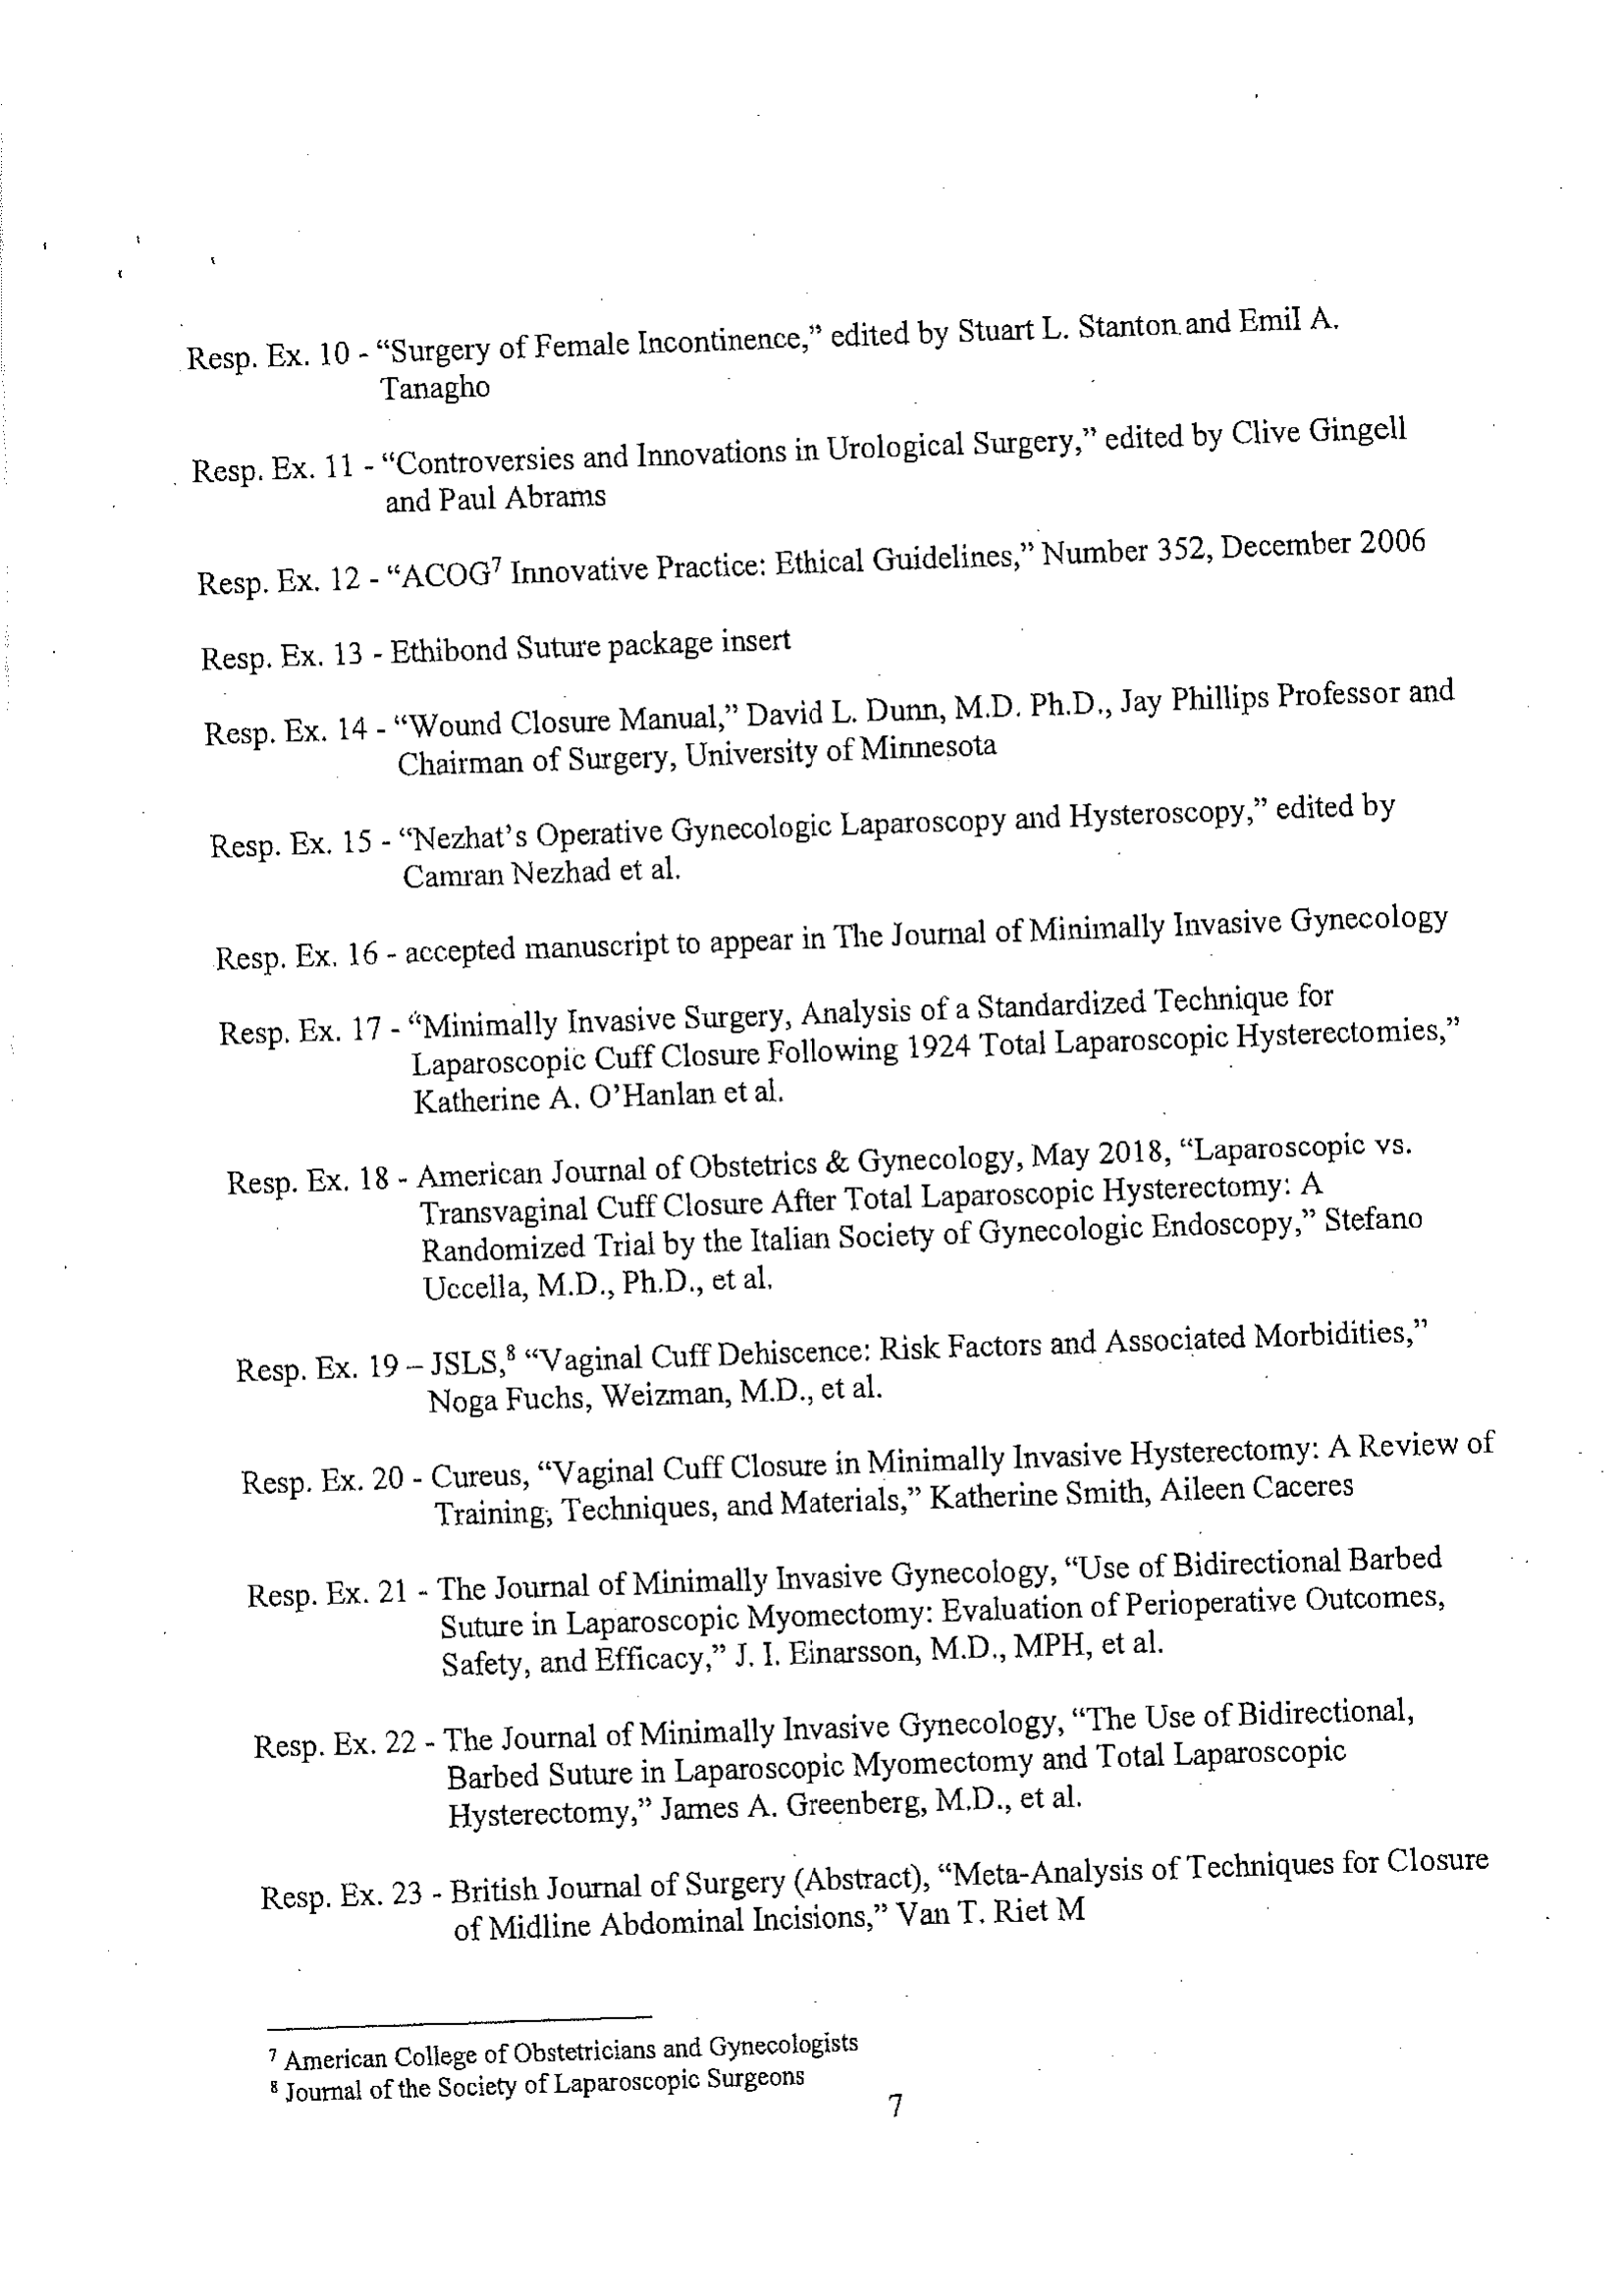 Resp. Ex. 10 - “Surgery of Female Incontinence,” edited by Stuart L. Stanton and Emil A.
Tanagho
Resp. Ex. 11 - “Controversies and Innovations in Urological Surgery,” edited by Clive Gingell
and Paul Abrams
Resp. Ex. 12 - “ACOG⁷ Innovative Practice: Ethical Guidelines,” Number 352, December 2006
Resp. Ex. 13 - Ethibond Suture package insert
Resp. Ex. 14 - “Wound Closure Manual,” David L. Dunn, M.D. Ph.D., Jay Phillips Professor and
Chairman of Surgery, University of Minnesota
Resp. Ex. 15 - “Nezhat’s Operative Gynecologic Laparoscopy and Hysteroscopy,” edited by
Camran Nezhad et al.
Resp. Ex. 16 - accepted manuscript to appear in The Journal of Minimally Invasive Gynecology
Resp. Ex. 17 - “Minimally Invasive Surgery, Analysis of a Standardized Technique for
Laparoscopic Cuff Closure Following 1924 Total Laparoscopic Hysterectomies,”
Katherine A. O’Hanlan et al.
Resp. Ex. 18 - American Journal of Obstetrics & Gynecology, May 2018, “Laparoscopic vs.
Transvaginal Cuff Closure After Total Laparoscopic Hysterectomy: A
Randomized Trial by the Italian Society of Gynecologic Endoscopy,” Stefano
Uccella, M.D., Ph.D., et al.
Resp. Ex. 19 – JSLS,⁸ “Vaginal Cuff Dehiscence: Risk Factors and Associated Morbidities,”
Noga Fuchs, Weizman, M.D., et al.
Resp. Ex. 20 - Cureus, “Vaginal Cuff Closure in Minimally Invasive Hysterectomy: A Review of
Training, Techniques, and Materials,” Katherine Smith, Aileen Caceres
Resp. Ex. 21 - The Journal of Minimally Invasive Gynecology, “Use of Bidirectional Barbed
Suture in Laparoscopic Myomectomy: Evaluation of Perioperative Outcomes,
Safety, and Efficacy,” J. I. Einarsson, M.D., MPH, et al.
Resp. Ex. 22 - The Journal of Minimally Invasive Gynecology, “The Use of Bidirectional,
Barbed Suture in Laparoscopic Myomectomy and Total Laparoscopic
Hysterectomy,” James A. Greenberg, M.D., et al.
Resp. Ex. 23 - British Journal of Surgery (Abstract), “Meta-Analysis of Techniques for Closure
of Midline Abdominal Incisions,” Van T. Riet M
⁷ American College of Obstetricians and Gynecologists
⁸ Journal of the Society of Laparoscopic Surgeons
7